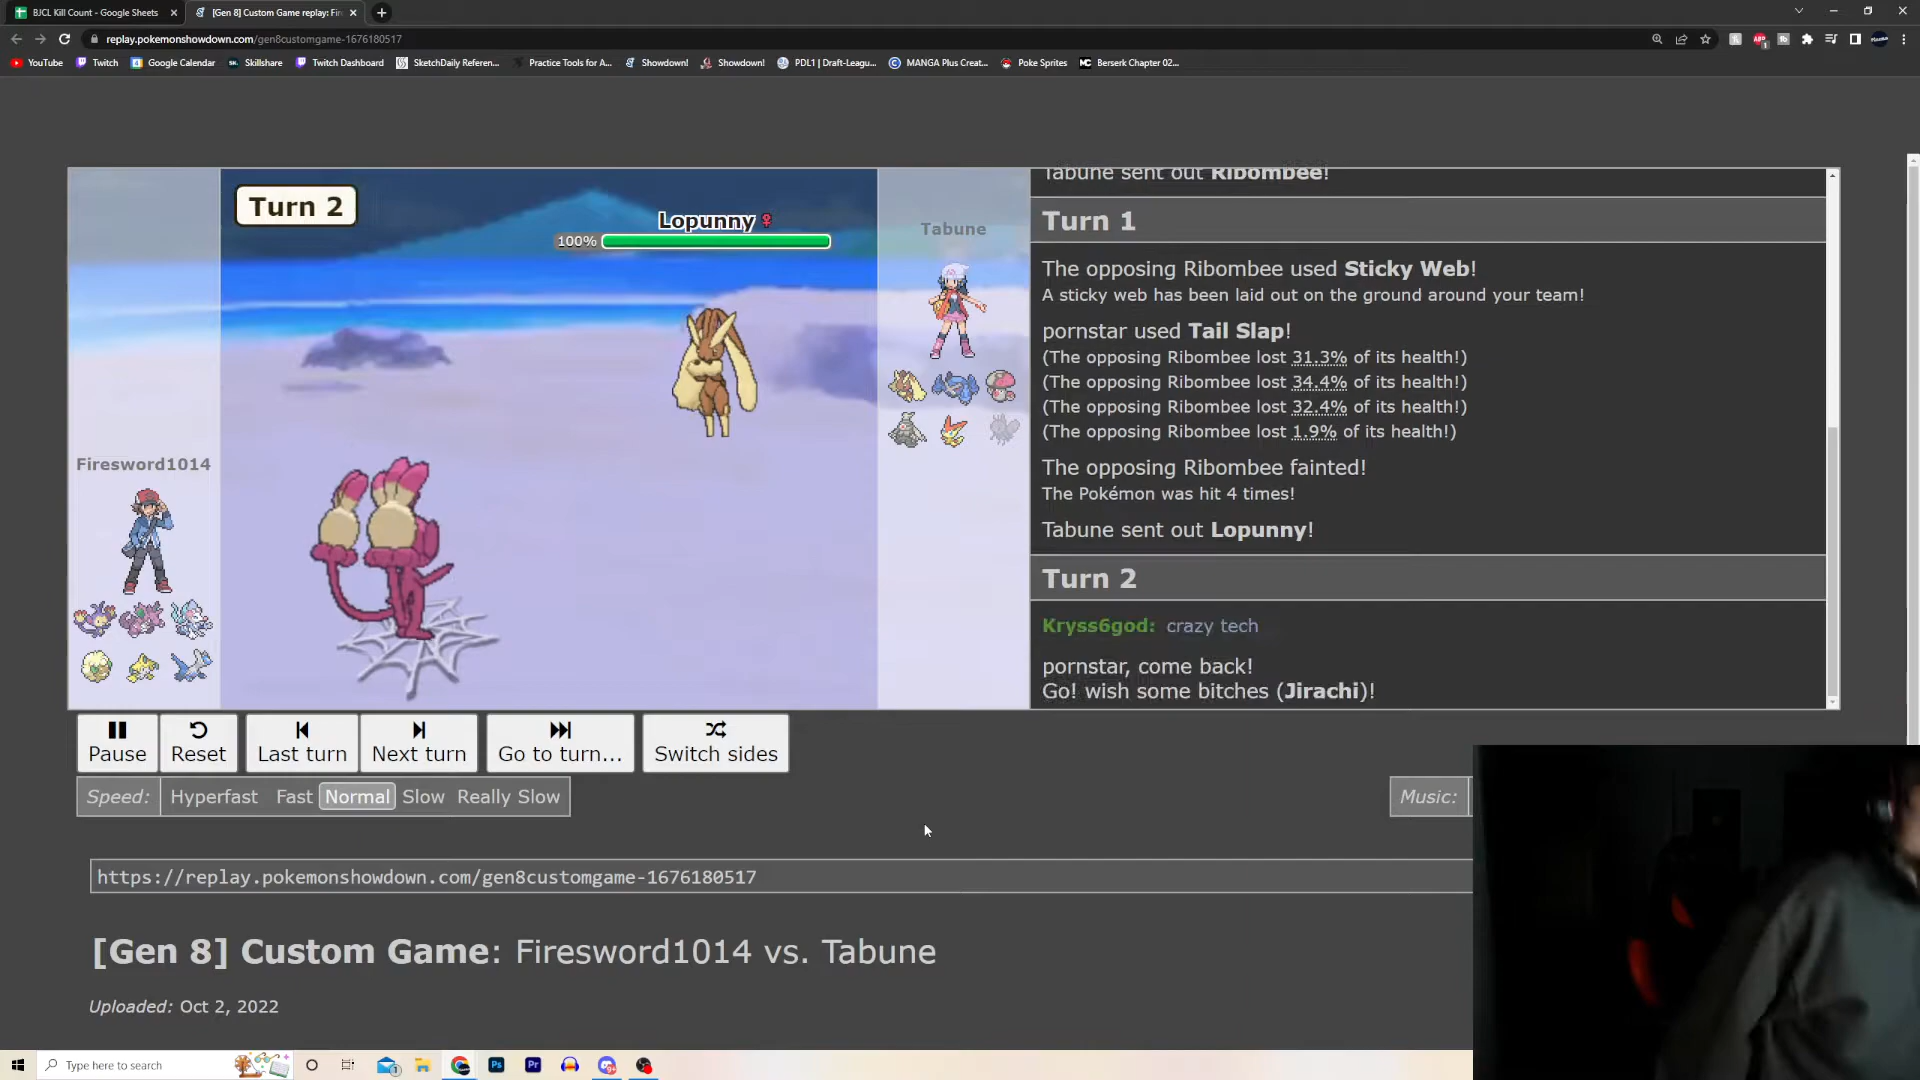 BJCL Kill Count - Google Sheets
[Gen 8] Custom Game replay: Fir
replay.pokemonshowdown.com/gen8customgame-1676180517
YouTube
Twitch
Google Calendar
Skillshare
Twitch Dashboard
SketchDaily Referen...
Practice Tools for A...
Showdown!
Showdown!
PDL1 | Draft-Leagu...
MANGA Plus Creat...
Poke Sprites
Berserk Chapter 02...
Turn 2
Lopunny
100%
Tabune
Firesword1014
Tabune sent out Ribombee!
Turn 1
The opposing Ribombee used Sticky Web!
A sticky web has been laid out on the ground around your team!
pornstar used Tail Slap!
(The opposing Ribombee lost 31.3% of its health!)
(The opposing Ribombee lost 34.4% of its health!)
(The opposing Ribombee lost 32.4% of its health!)
(The opposing Ribombee lost 1.9% of its health!)
The opposing Ribombee fainted!
The Pokémon was hit 4 times!
Tabune sent out Lopunny!
Turn 2
Kryss6god: crazy tech
pornstar, come back!
Go! wish some bitches (Jirachi)!
Pause
Reset
Last turn
Next turn
Go to turn...
Switch sides
Speed: Hyperfast Fast Normal Slow Really Slow
Music:
https://replay.pokemonshowdown.com/gen8customgame-1676180517
[Gen 8] Custom Game: Firesword1014 vs. Tabune
Uploaded: Oct 2, 2022
Type here to search
Ps
Pr